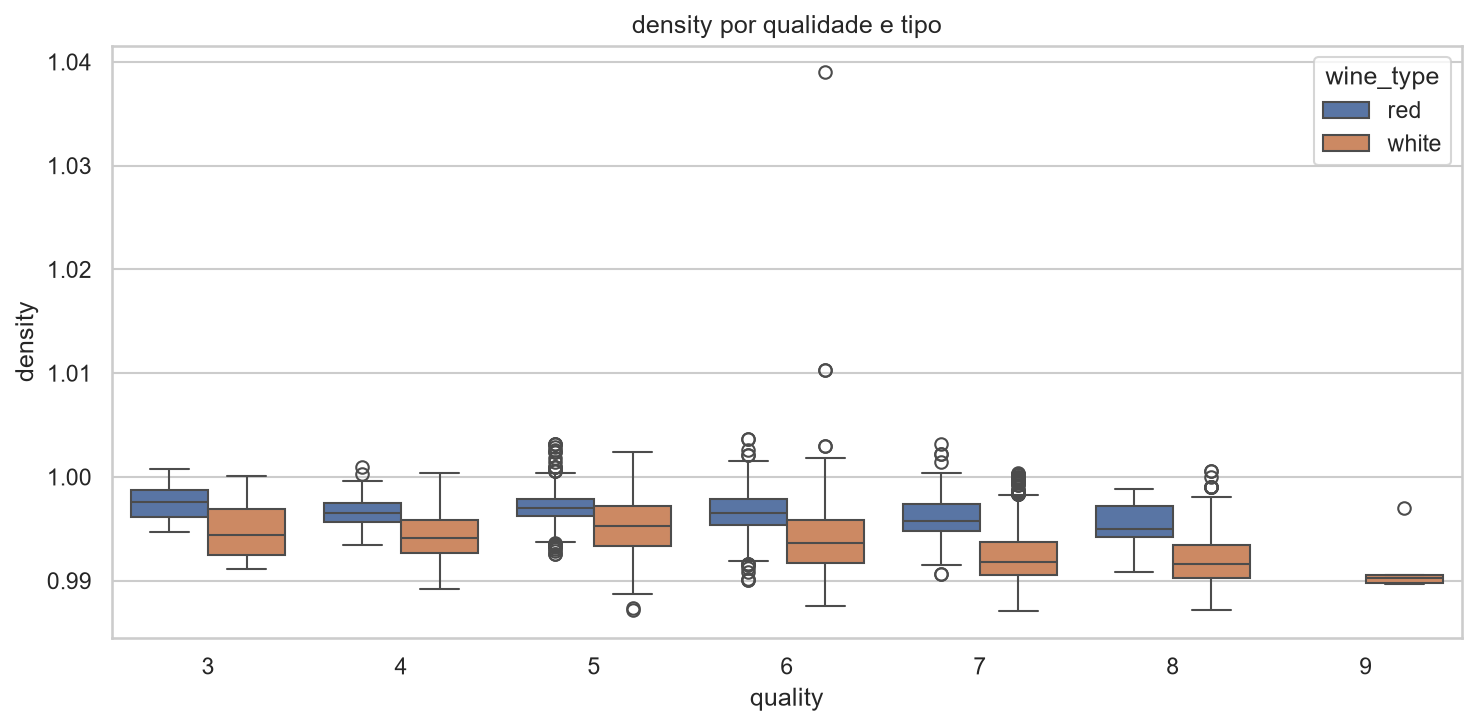 density por qualidade e tipo
1.04
1.03
1.02
1.01
1.00
0.99
density
wine_type
red
white
3 4 5 6 7 8 9
quality